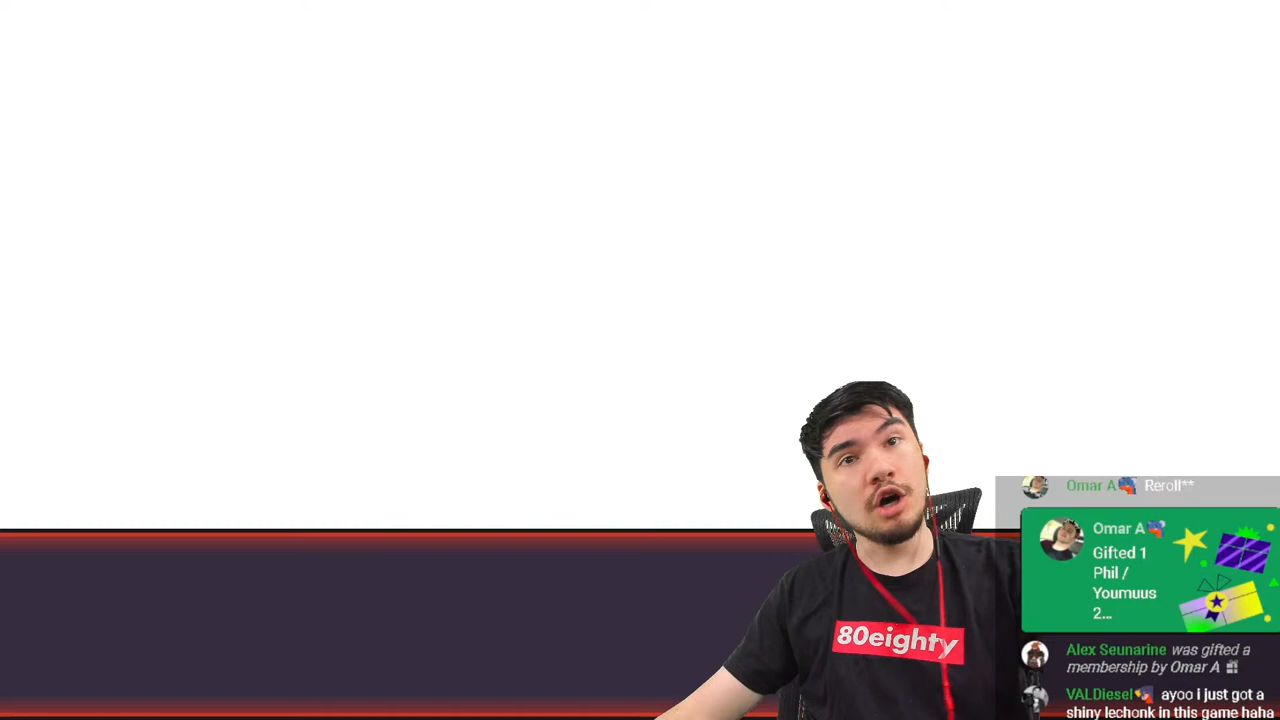 Omar A Reroll**
Omar A
Gifted 1
Phil /
Youmuus
2...
Alex Seunarine was gifted a
membership by Omar A
VALDiesel ayoo i just got a
shiny lechonk in this game haha
80eighty